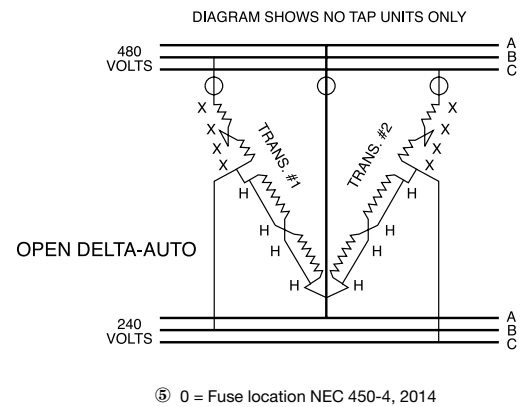 DIAGRAM SHOWS NO TAP UNITS ONLY
480
VOLTS
A
B
C
X
X
X
X
TRANS. #1
H
H
H
H
X
X
X
X
TRANS. #2
H
H
H
H
OPEN DELTA-AUTO
240
VOLTS
A
B
C
⑤ 0 = Fuse location NEC 450-4, 2014